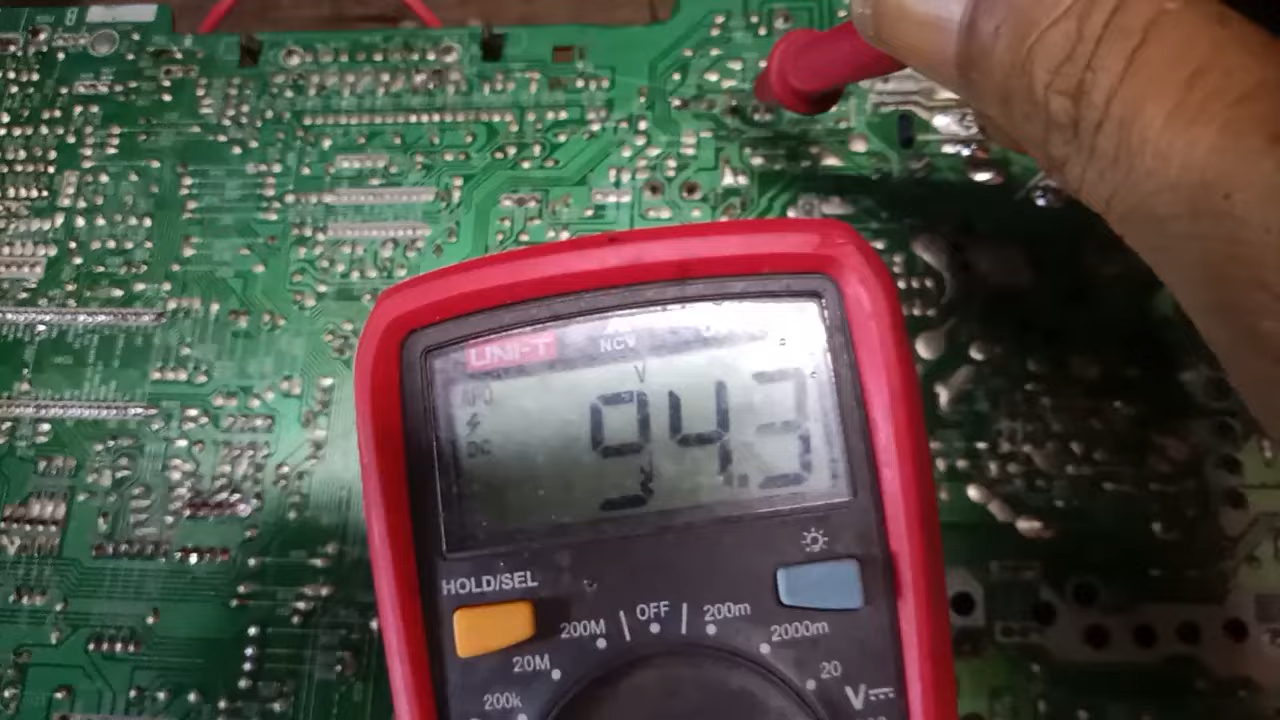 B
UNI-T
NCV
V
DC
94.3
HOLD/SEL
200M
OFF
200m
20M
2000m
200k
20
V